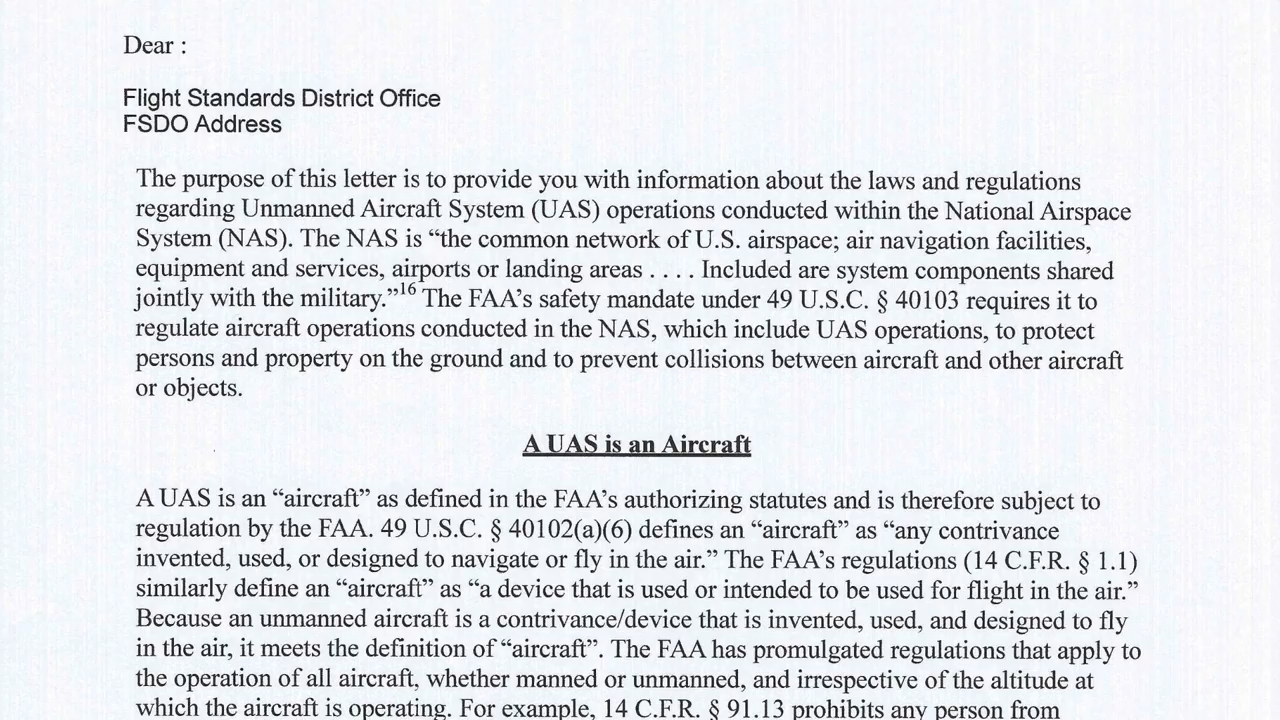 Dear :
Flight Standards District Office
FSDO Address
The purpose of this letter is to provide you with information about the laws and regulations
regarding Unmanned Aircraft System (UAS) operations conducted within the National Airspace
System (NAS). The NAS is “the common network of U.S. airspace; air navigation facilities,
equipment and services, airports or landing areas . . . . Included are system components shared
jointly with the military.”16 The FAA’s safety mandate under 49 U.S.C. § 40103 requires it to
regulate aircraft operations conducted in the NAS, which include UAS operations, to protect
persons and property on the ground and to prevent collisions between aircraft and other aircraft
or objects.
A UAS is an Aircraft
A UAS is an “aircraft” as defined in the FAA’s authorizing statutes and is therefore subject to
regulation by the FAA. 49 U.S.C. § 40102(a)(6) defines an “aircraft” as “any contrivance
invented, used, or designed to navigate or fly in the air.” The FAA’s regulations (14 C.F.R. § 1.1)
similarly define an “aircraft” as “a device that is used or intended to be used for flight in the air.”
Because an unmanned aircraft is a contrivance/device that is invented, used, and designed to fly
in the air, it meets the definition of “aircraft”. The FAA has promulgated regulations that apply to
the operation of all aircraft, whether manned or unmanned, and irrespective of the altitude at
which the aircraft is operating. For example, 14 C.F.R. § 91.13 prohibits any person from